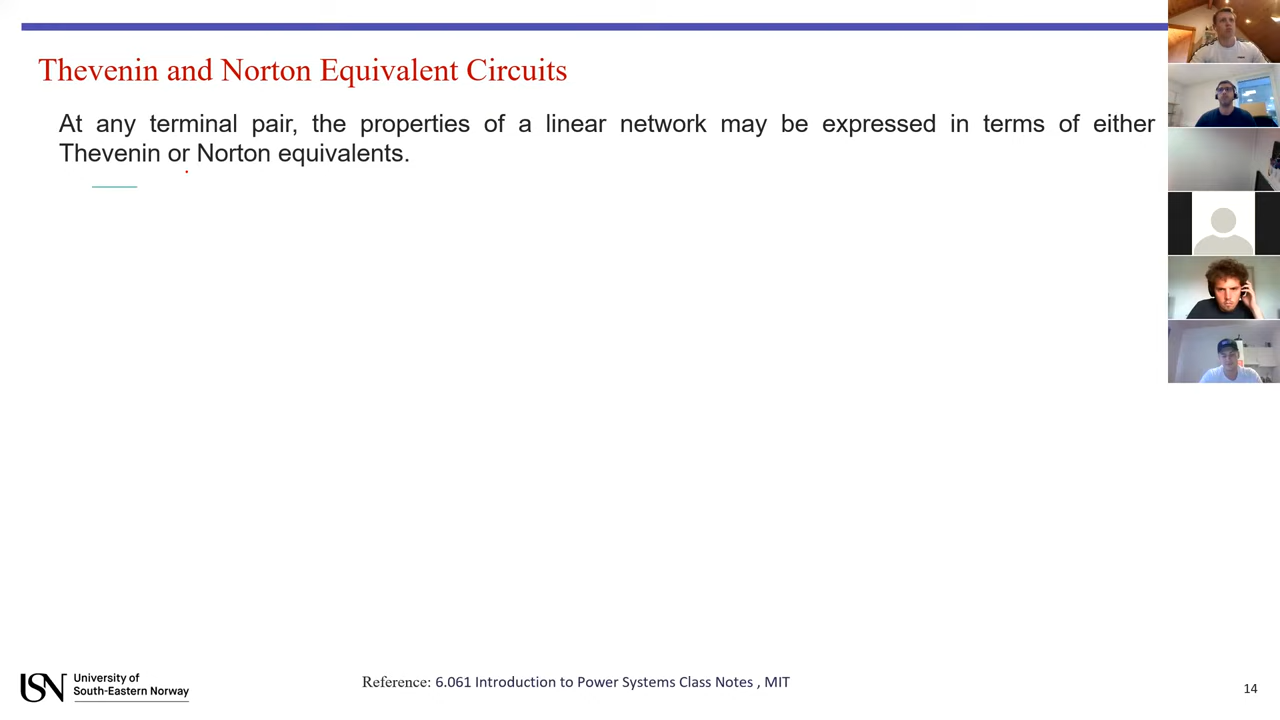 Thevenin and Norton Equivalent Circuits
At any terminal pair, the properties of a linear network may be expressed in terms of either
Thevenin or Norton equivalents.
USN University of
South-Eastern Norway
Reference: 6.061 Introduction to Power Systems Class Notes , MIT
14